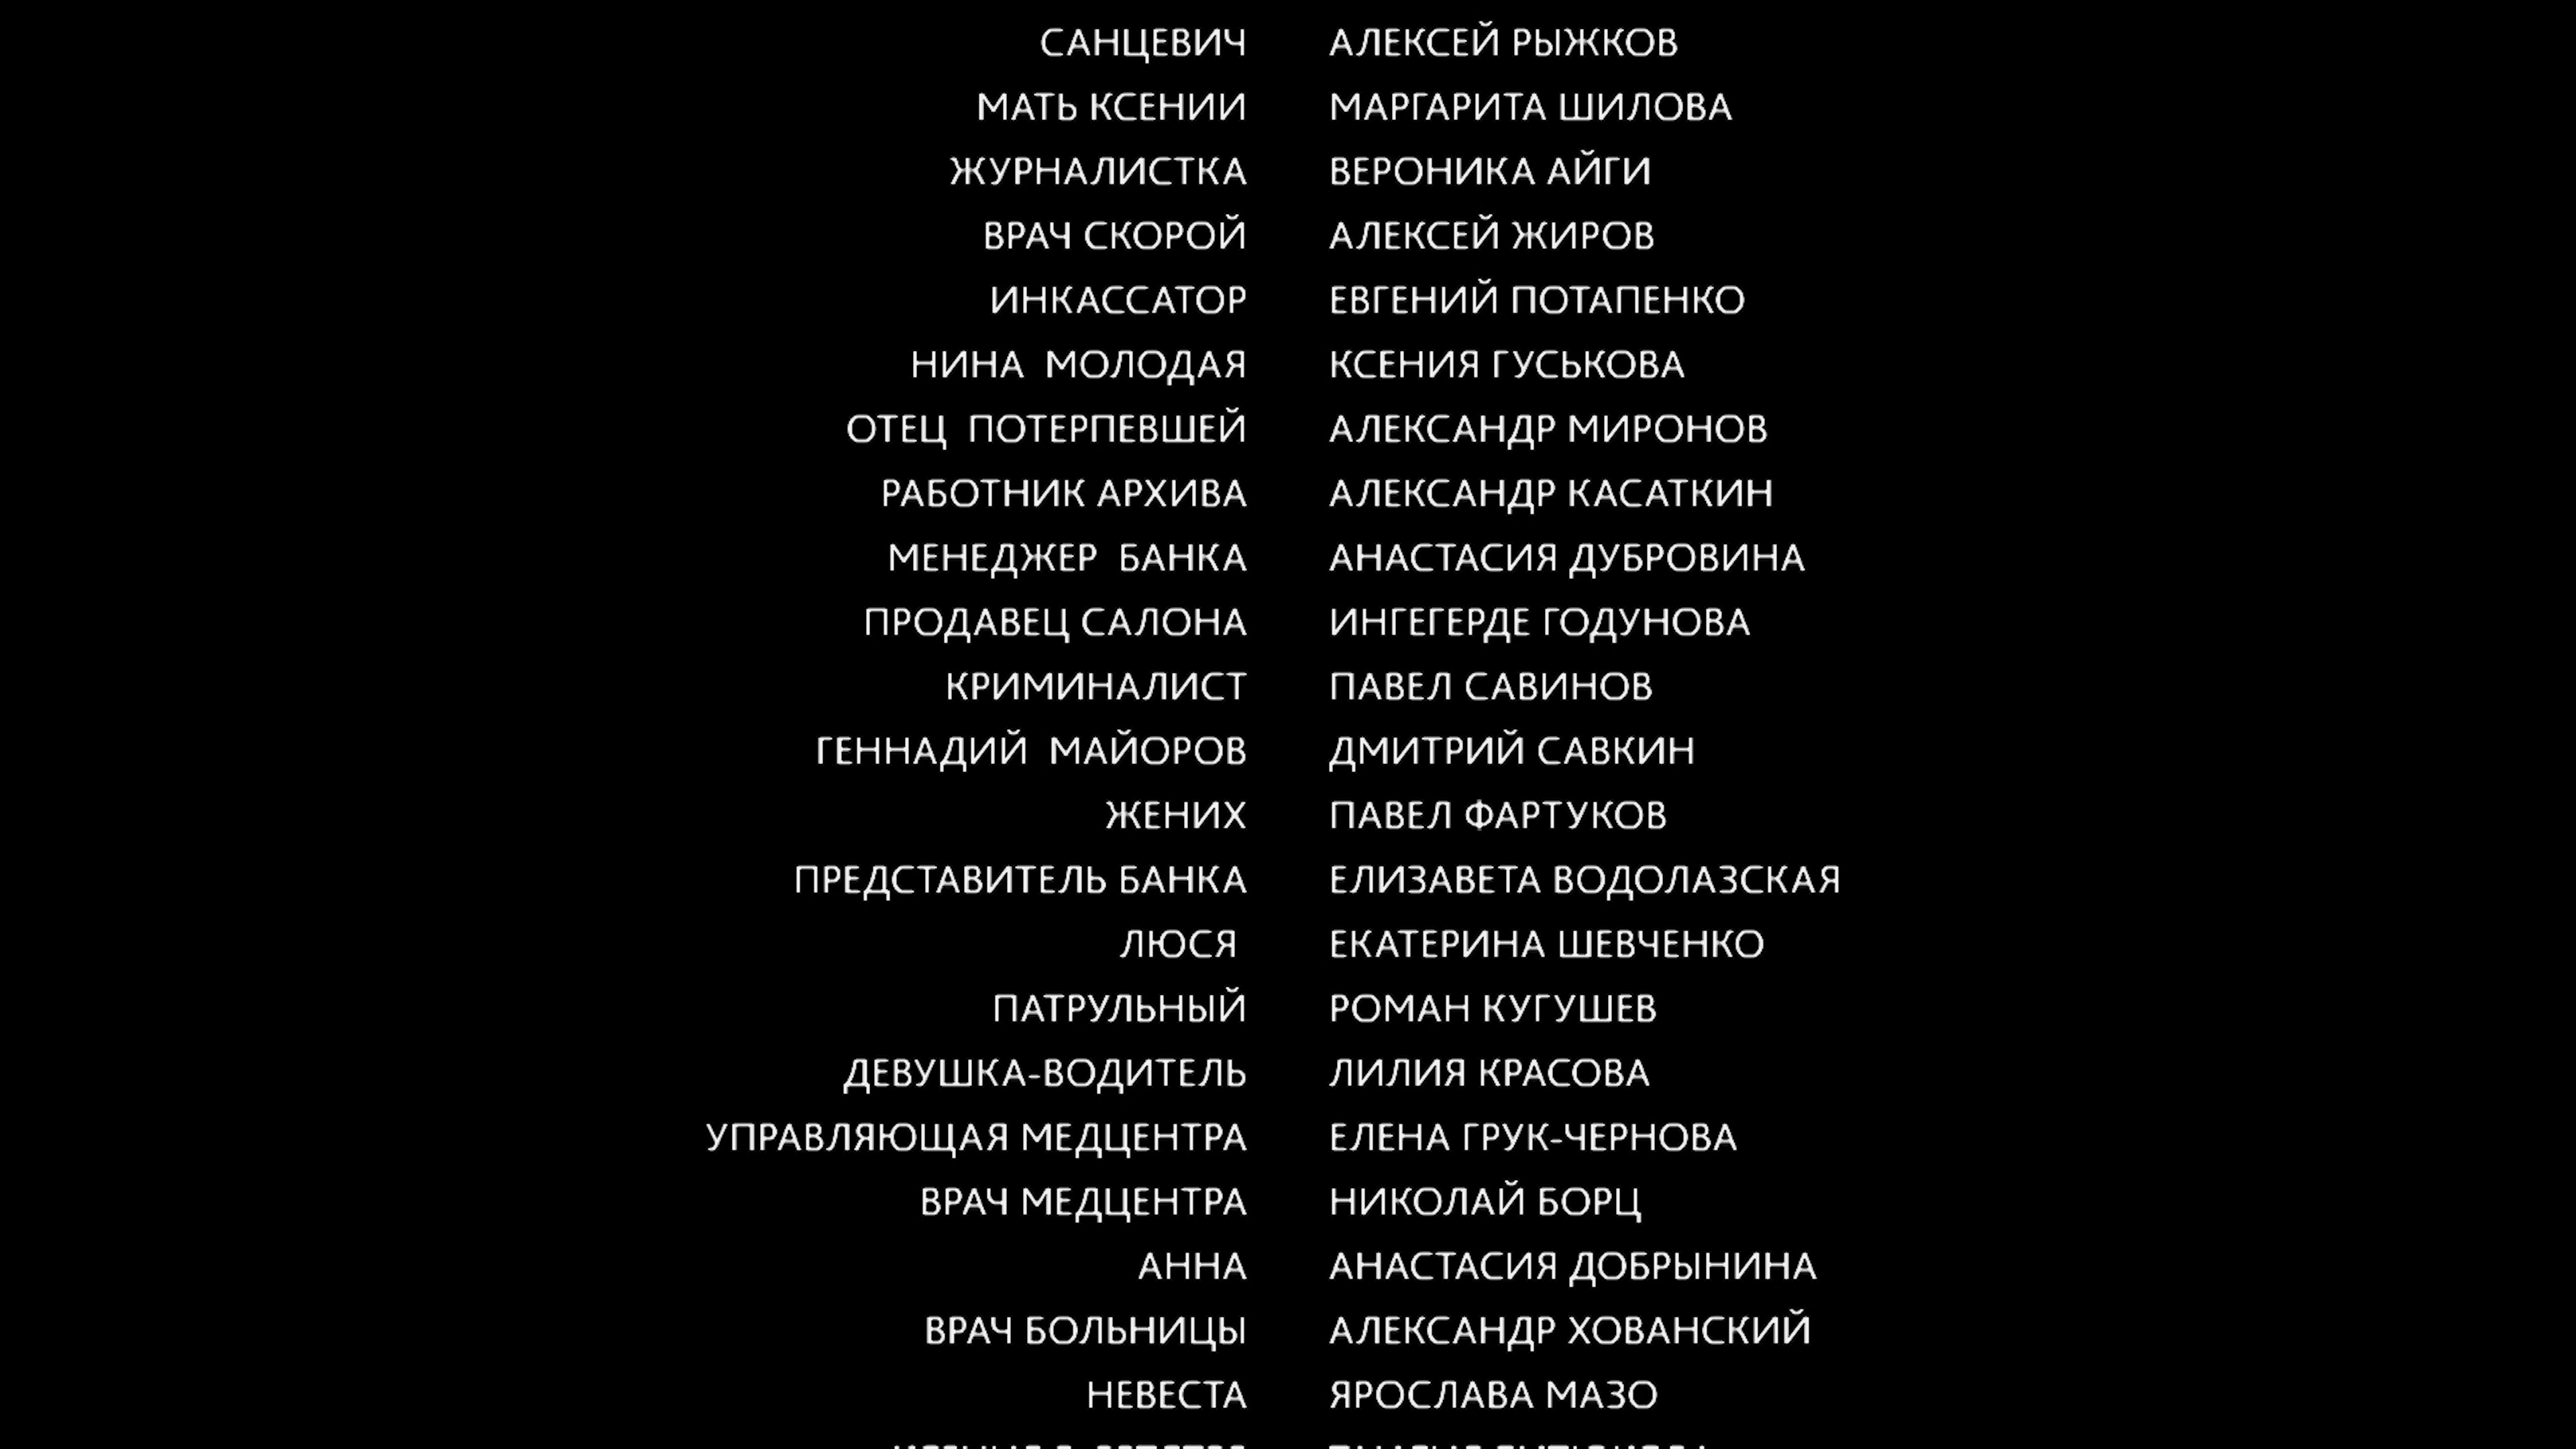 САНЦЕВИЧ АЛЕКСЕЙ РЫЖКОВ
МАТЬ КСЕНИИ МАРГАРИТА ШИЛОВА
ЖУРНАЛИСТКА ВЕРОНИКА АЙГИ
ВРАЧ СКОРОЙ АЛЕКСЕЙ ЖИРОВ
ИНКАССАТОР ЕВГЕНИЙ ПОТАПЕНКО
НИНА МОЛОДАЯ КСЕНИЯ ГУСЬКОВА
ОТЕЦ ПОТЕРПЕВШЕЙ АЛЕКСАНДР МИРОНОВ
РАБОТНИК АРХИВА АЛЕКСАНДР КАСАТКИН
МЕНЕДЖЕР БАНКА АНАСТАСИЯ ДУБРОВИНА
ПРОДАВЕЦ САЛОНА ИНГЕГЕРДЕ ГОДУНОВА
КРИМИНАЛИСТ ПАВЕЛ САВИНОВ
ГЕННАДИЙ МАЙОРОВ ДМИТРИЙ САВКИН
ЖЕНИХ ПАВЕЛ ФАРТУКОВ
ПРЕДСТАВИТЕЛЬ БАНКА ЕЛИЗАВЕТА ВОДОЛАЗСКАЯ
ЛЮСЯ ЕКАТЕРИНА ШЕВЧЕНКО
ПАТРУЛЬНЫЙ РОМАН КУГУШЕВ
ДЕВУШКА-ВОДИТЕЛЬ ЛИЛИЯ КРАСОВА
УПРАВЛЯЮЩАЯ МЕДЦЕНТРА ЕЛЕНА ГРУК-ЧЕРНОВА
ВРАЧ МЕДЦЕНТРА НИКОЛАЙ БОРЦ
АННА АНАСТАСИЯ ДОБРЫНИНА
ВРАЧ БОЛЬНИЦЫ АЛЕКСАНДР ХОВАНСКИЙ
НЕВЕСТА ЯРОСЛАВА МАЗО